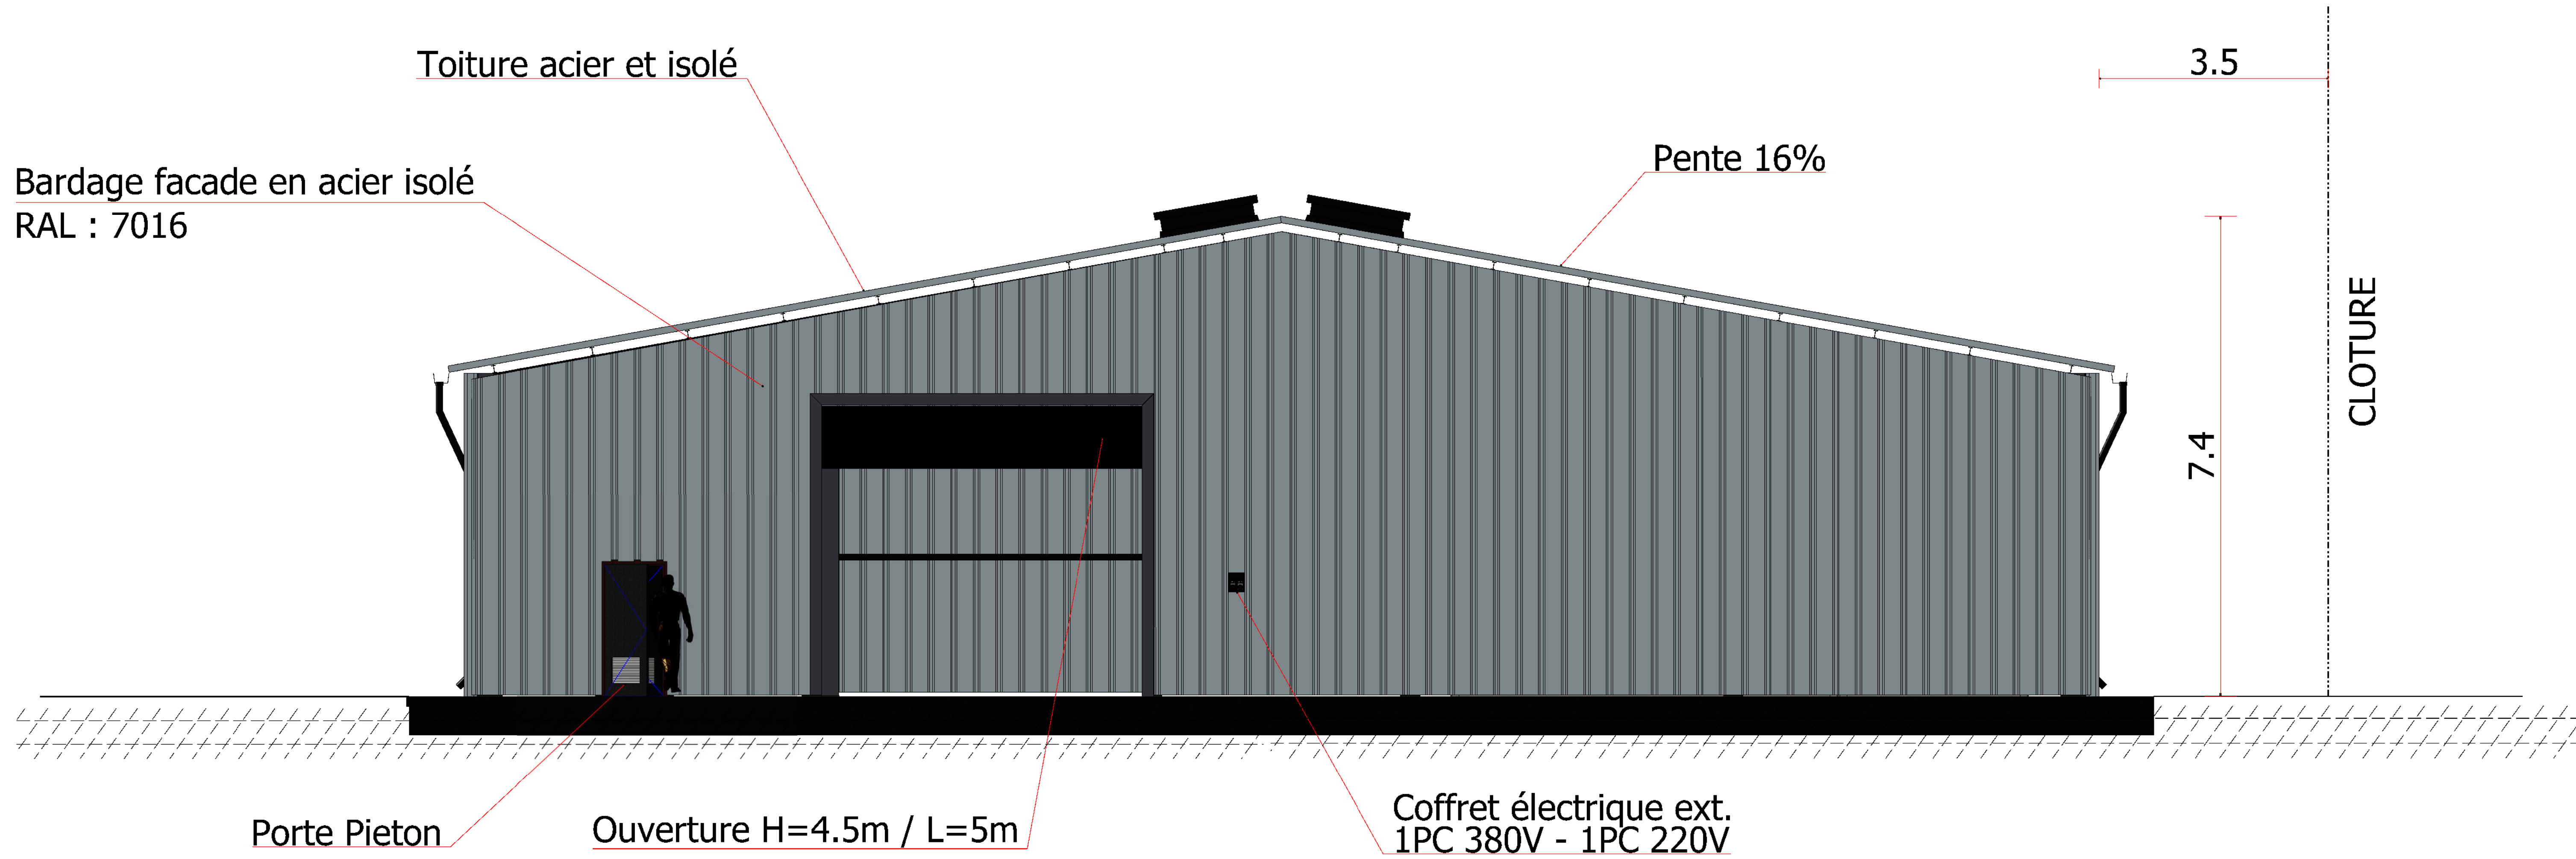 Toiture acier et isolé
3.5
Pente 16%
Bardage facade en acier isolé
RAL : 7016
CLOTURE
7.4
Coffret électrique ext.
1PC 380V - 1PC 220V
Porte Pieton
Ouverture H=4.5m / L=5m